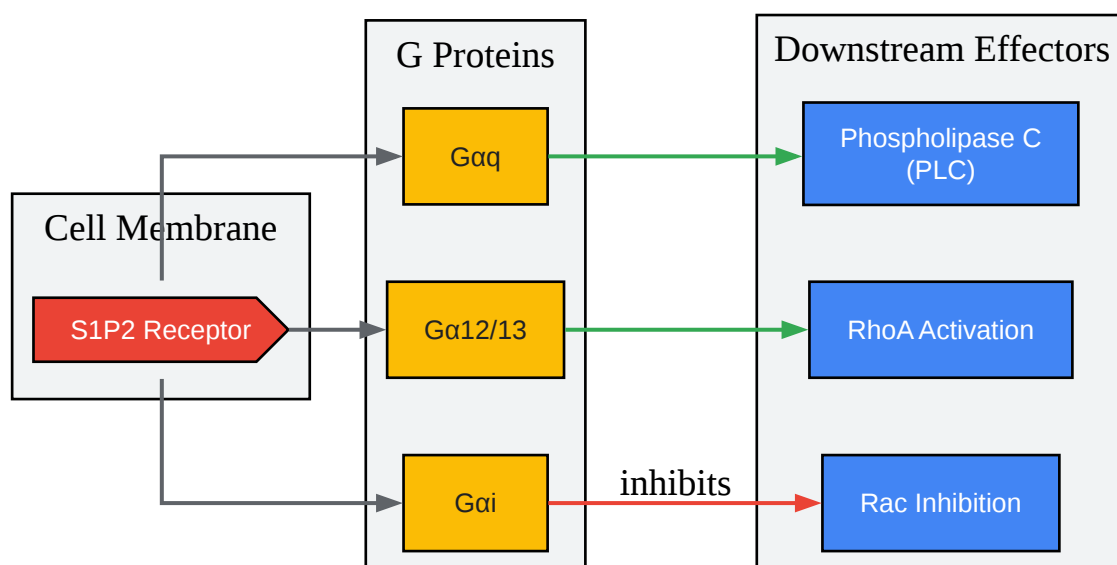 Cell Membrane
S1P2 Receptor
G Proteins
Gαq
Gα12/13
Gαi
inhibits
Downstream Effectors
Phospholipase C
(PLC)
RhoA Activation
Rac Inhibition